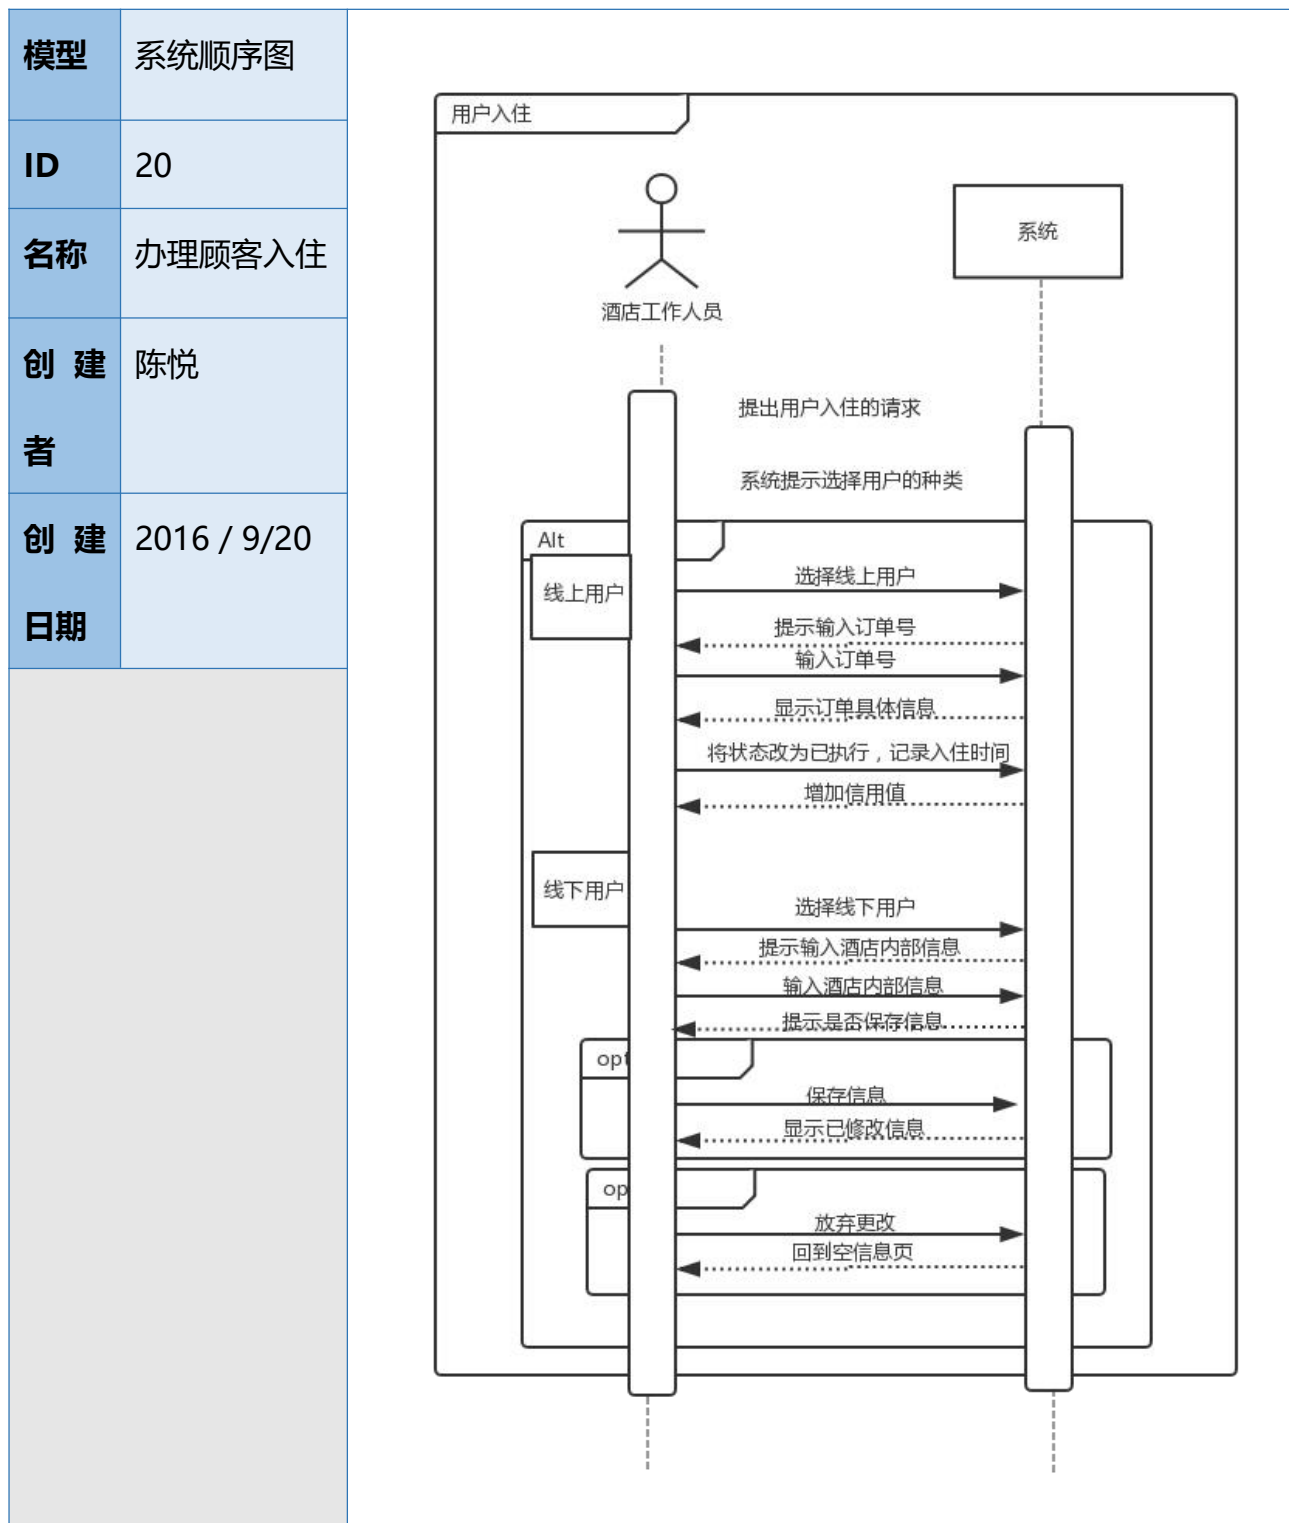 模型
系统顺序图
ID
20
名称
办理顾客入住
创 建
者
陈悦
创 建
日期
2016 / 9/20
用户入住
酒店工作人员
系统
提出用户入住的请求
系统提示选择用户的种类
Alt
线上用户
选择线上用户
提示输入订单号
输入订单号
显示订单具体信息
将状态改为已执行，记录入住时间
增加信用值
线下用户
选择线下用户
提示输入酒店内部信息
输入酒店内部信息
提示是否保存信息
opt
保存信息
显示已修改信息
op
放弃更改
回到空信息页